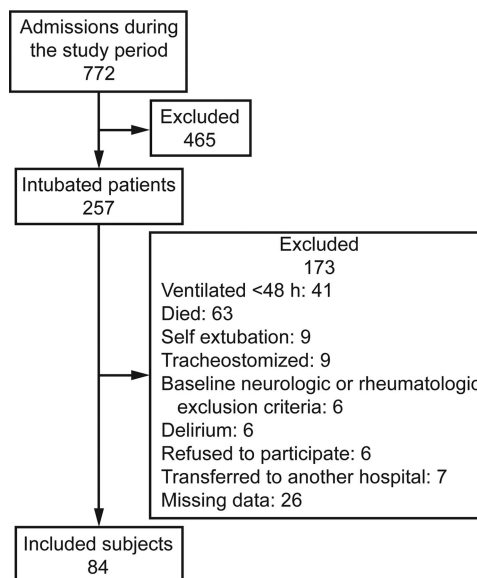 Admissions during
the study period
772
Excluded
465
Intubated patients
257
Excluded
173
Ventilated <48 h: 41
Died: 63
Self extubation: 9
Tracheostomized: 9
Baseline neurologic or rheumatologic
exclusion criteria: 6
Delirium: 6
Refused to participate: 6
Transferred to another hospital: 7
Missing data: 26
Included subjects
84